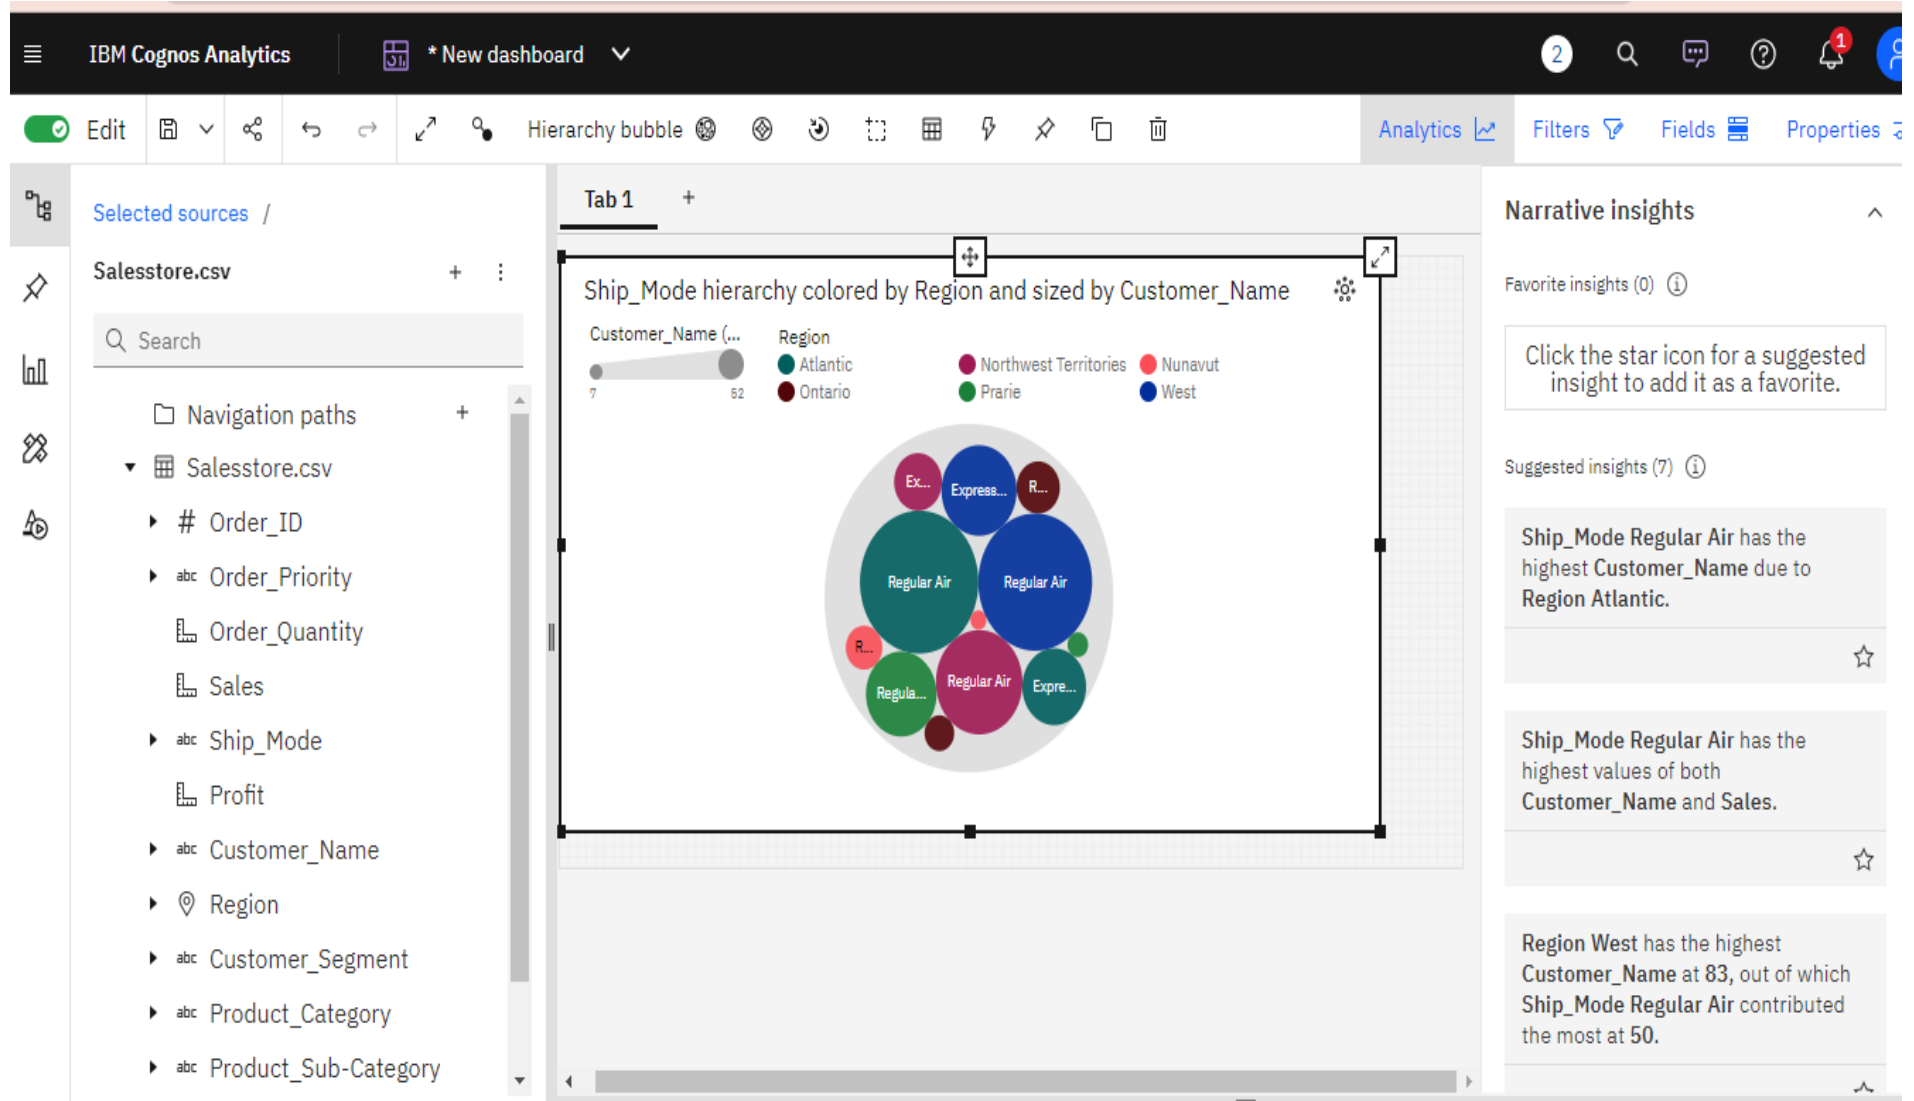 IBM Cognos Analytics
* New dashboard
2
1
Edit
Hierarchy bubble
Analytics
Filters
Fields
Properties
Selected sources /
Salesstore.csv
Search
Navigation paths
Salesstore.csv
# Order_ID
abc Order_Priority
Order_Quantity
Sales
abc Ship_Mode
Profit
abc Customer_Name
Region
abc Customer_Segment
abc Product_Category
abc Product_Sub-Category
Tab 1
Ship_Mode hierarchy colored by Region and sized by Customer_Name
Customer_Name (...
7
52
Region
Atlantic
Northwest Territories
Nunavut
Ontario
Prarie
West
Ex...
Express...
R...
Regular Air
Regular Air
R...
Regula...
Regular Air
Expre...
Narrative insights
Favorite insights (0)
Click the star icon for a suggested
insight to add it as a favorite.
Suggested insights (7)
Ship_Mode Regular Air has the
highest Customer_Name due to
Region Atlantic.
Ship_Mode Regular Air has the
highest values of both
Customer_Name and Sales.
Region West has the highest
Customer_Name at 83, out of which
Ship_Mode Regular Air contributed
the most at 50.